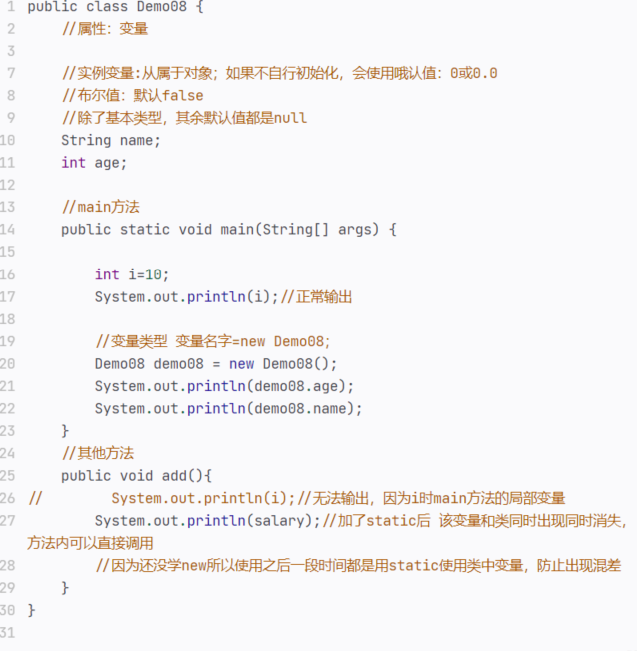 1 public class Demo08 {
2     //属性：变量
3
7     //实例变量:从属于对象；如果不自行初始化，会使用哦认值：0或0.0
8     //布尔值：默认false
9     //除了基本类型，其余默认值都是null
10     String name;
11     int age;
12
13     //main方法
14     public static void main(String[] args) {
15
16         int i=10;
17         System.out.println(i);//正常输出
18
19         //变量类型 变量名字=new Demo08;
20         Demo08 demo08 = new Demo08();
21         System.out.println(demo08.age);
22         System.out.println(demo08.name);
23     }
24     //其他方法
25     public void add(){
26 //        System.out.println(i);//无法输出，因为i时main方法的局部变量
27         System.out.println(salary);//加了static后 该变量和类同时出现同时消失，
方法内可以直接调用
28         //因为还没学new所以使用之后一段时间都是用static使用类中变量，防止出现混差
29     }
30 }
31